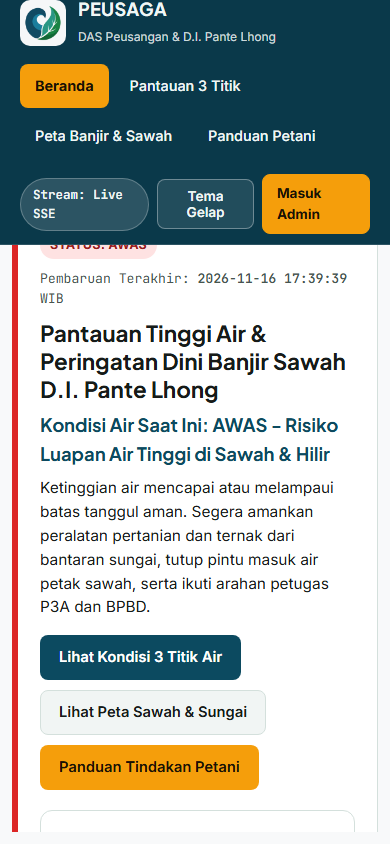 PEUSAGA
DAS Peusangan & D.I. Pante Lhong
Beranda
Pantauan 3 Titik
Peta Banjir & Sawah
Panduan Petani
Stream: Live
SSE
Tema
Gelap
Masuk
Admin
STATUS: AWAS
Pembaruan Terakhir: 2026-11-16 17:39:39
WIB
Pantauan Tinggi Air &
Peringatan Dini Banjir Sawah
D.I. Pante Lhong
Kondisi Air Saat Ini: AWAS - Risiko
Luapan Air Tinggi di Sawah & Hilir
Ketinggian air mencapai atau melampaui
batas tanggul aman. Segera amankan
peralatan pertanian dan ternak dari
bantaran sungai, tutup pintu masuk air
petak sawah, serta ikuti arahan petugas
P3A dan BPBD.
Lihat Kondisi 3 Titik Air
Lihat Peta Sawah & Sungai
Panduan Tindakan Petani